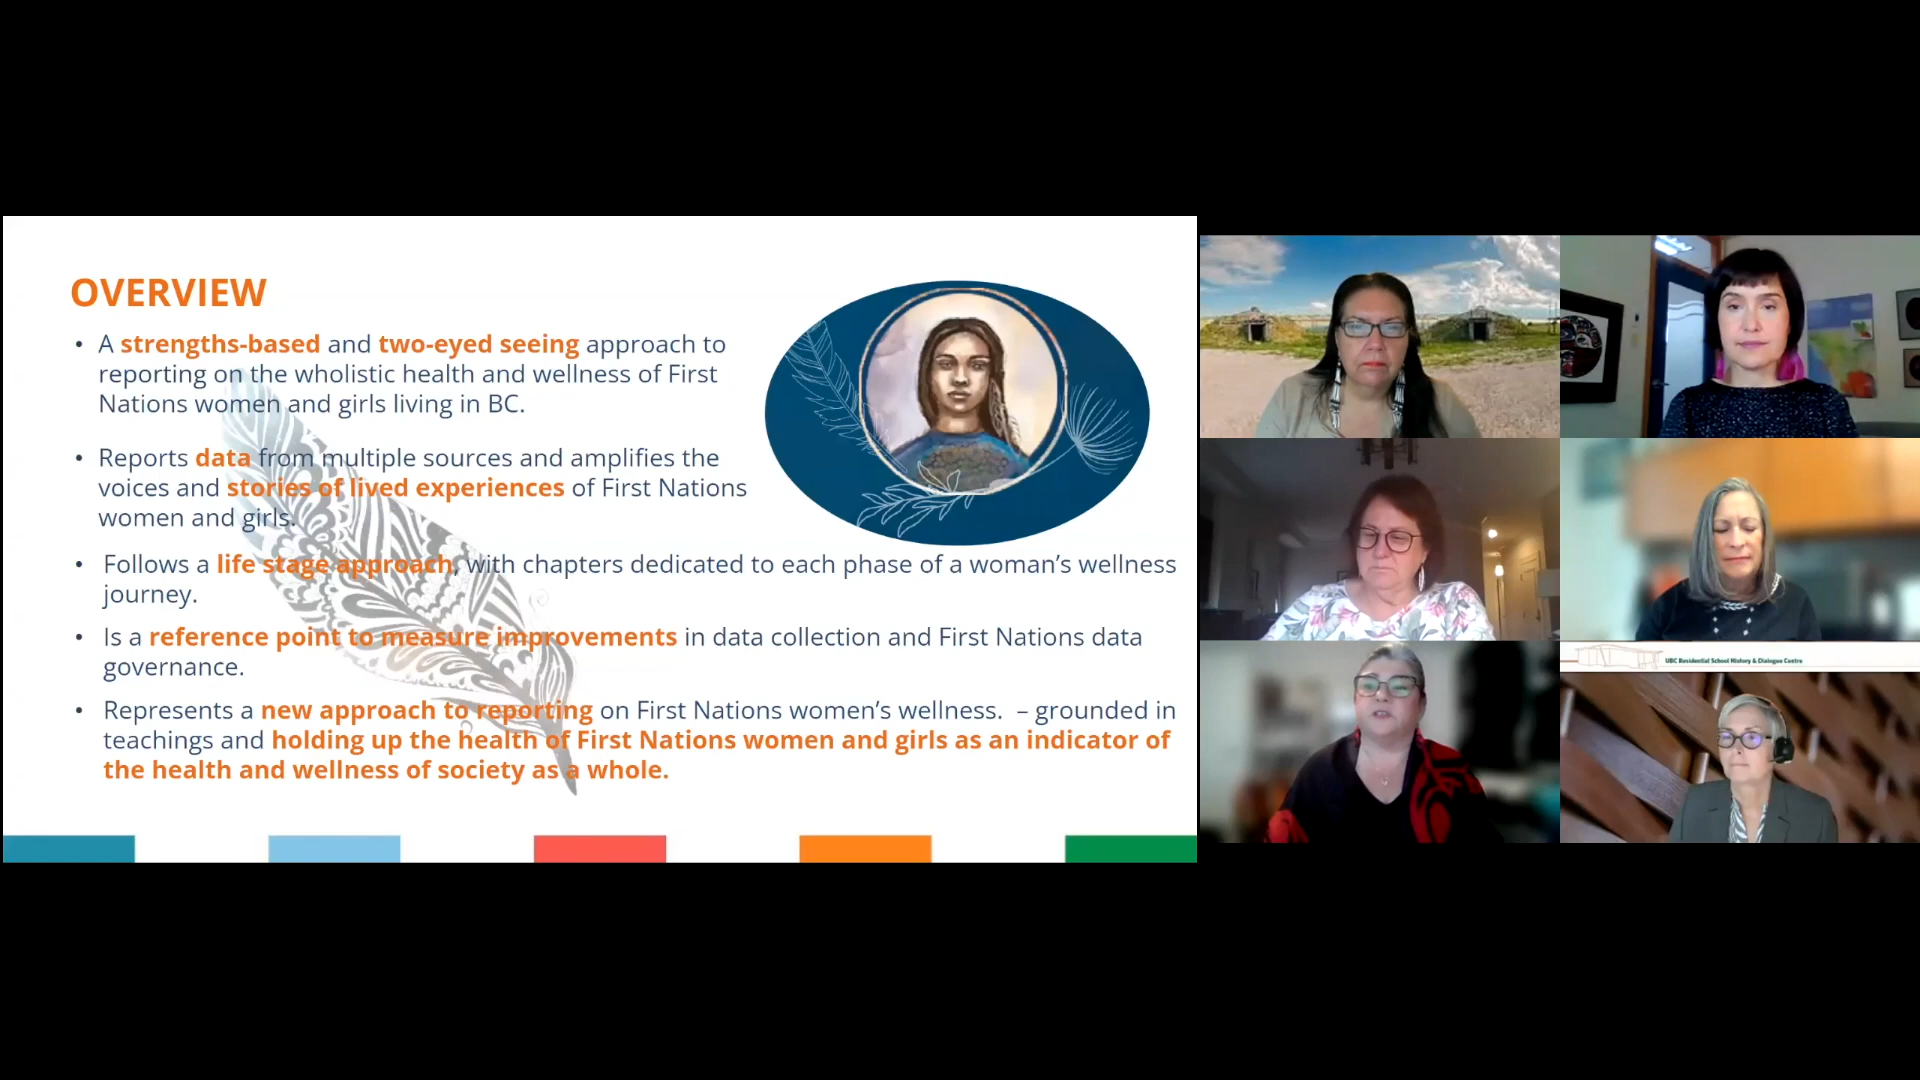 OVERVIEW
• A strengths-based and two-eyed seeing approach to
reporting on the wholistic health and wellness of First
Nations women and girls living in BC.
• Reports data from multiple sources and amplifies the
voices and stories of lived experiences of First Nations
women and girls.
• Follows a life stage approach, with chapters dedicated to each phase of a woman’s wellness
journey.
• Is a reference point to measure improvements in data collection and First Nations data
governance.
• Represents a new approach to reporting on First Nations women’s wellness.  – grounded in
teachings and holding up the health of First Nations women and girls as an indicator of
the health and wellness of society as a whole.
UBC Residential School History & Dialogue Centre